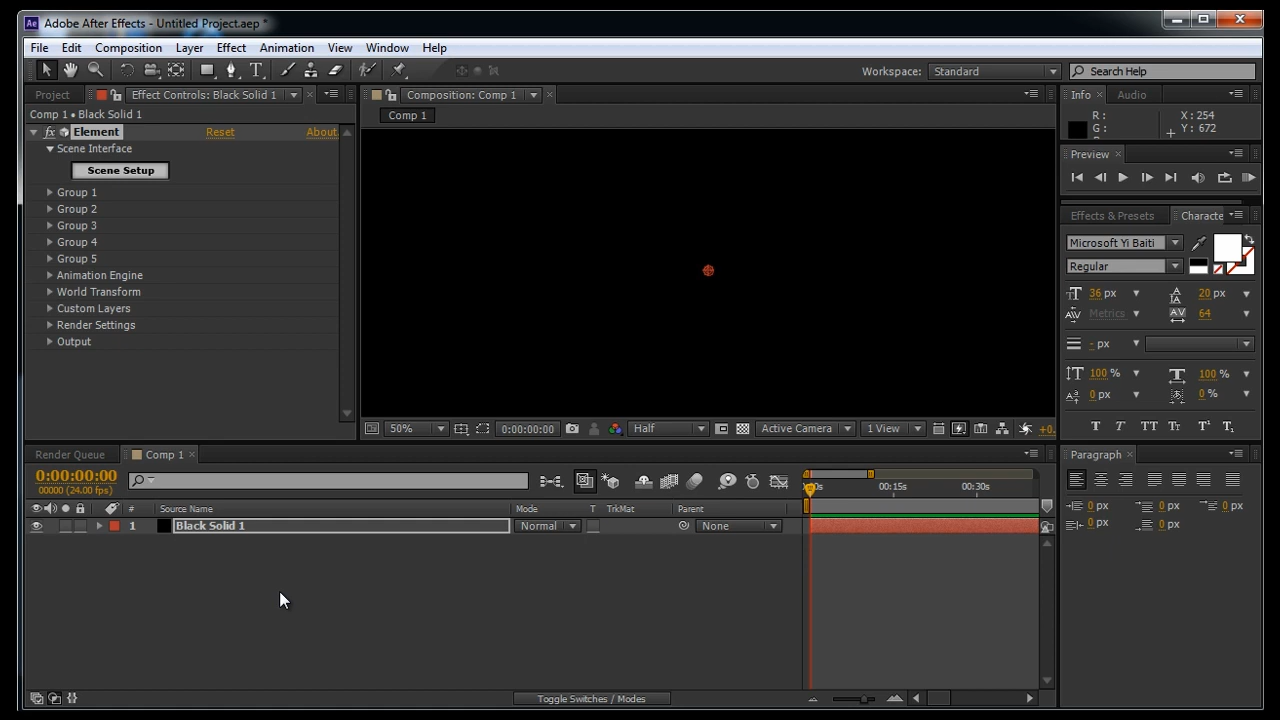 Ae Adobe After Effects - Untitled Project.aep *
File Edit Composition Layer Effect Animation View Window Help
Workspace: Standard Search Help
Project Effect Controls: Black Solid 1 Composition: Comp 1 Info Audio
Comp 1 • Black Solid 1
Comp 1
R : X : 254
G : Y : 672
fx Element Reset About.
Scene Interface
Scene Setup
Group 1
Group 2
Group 3
Group 4
Group 5
Animation Engine
World Transform
Custom Layers
Render Settings
Output
Preview
Effects & Presets Characte
Microsoft Yi Baiti
Regular
36 px 20 px
Metrics 64
- px
100 % 100 %
0 px 0 %
T T TT Tt T¹ T₁
50% 0:00:00:00 Half Active Camera 1 View +0.
Render Queue Comp 1 Paragraph
0:00:00:00
00000 (24.00 fps)
00:15s 00:30s
# Source Name Mode T TrkMat Parent
1 Black Solid 1 Normal None
0 px 0 px 0 px
0 px 0 px
Toggle Switches / Modes